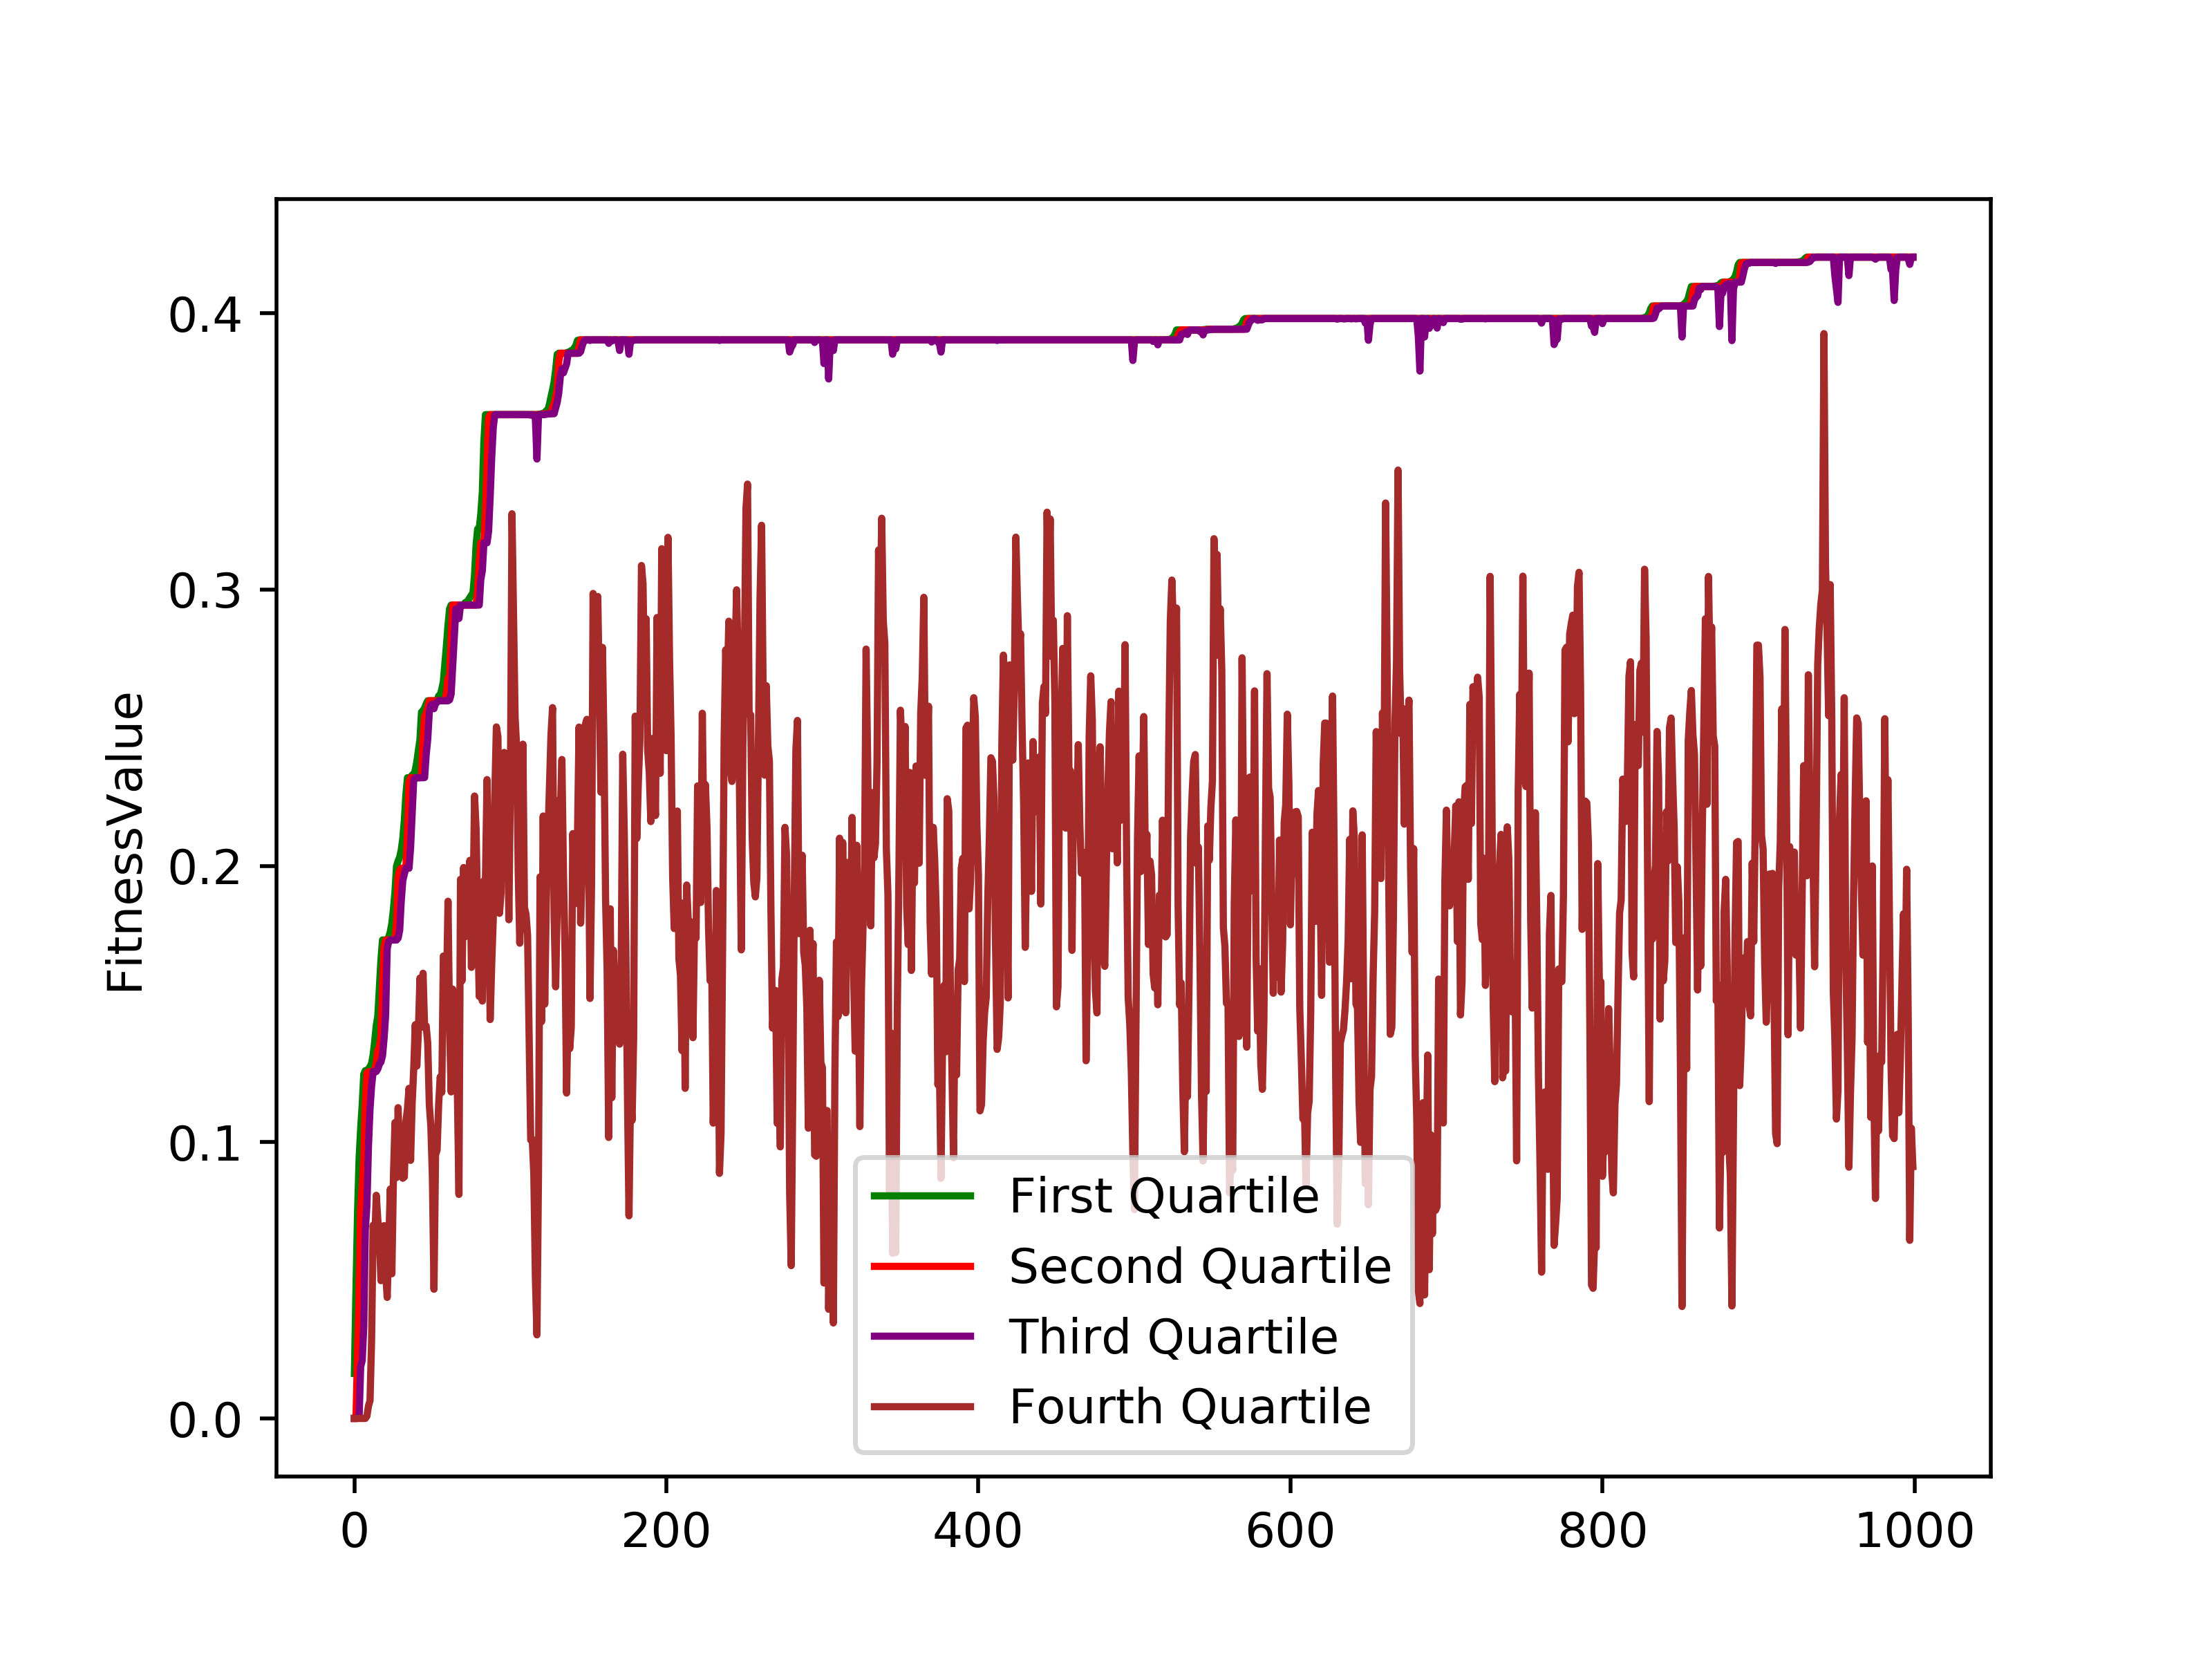 FitnessValue
0.4
0.3
0.2
0.1
0.0
0 200 400 600 800 1000
First Quartile
Second Quartile
Third Quartile
Fourth Quartile